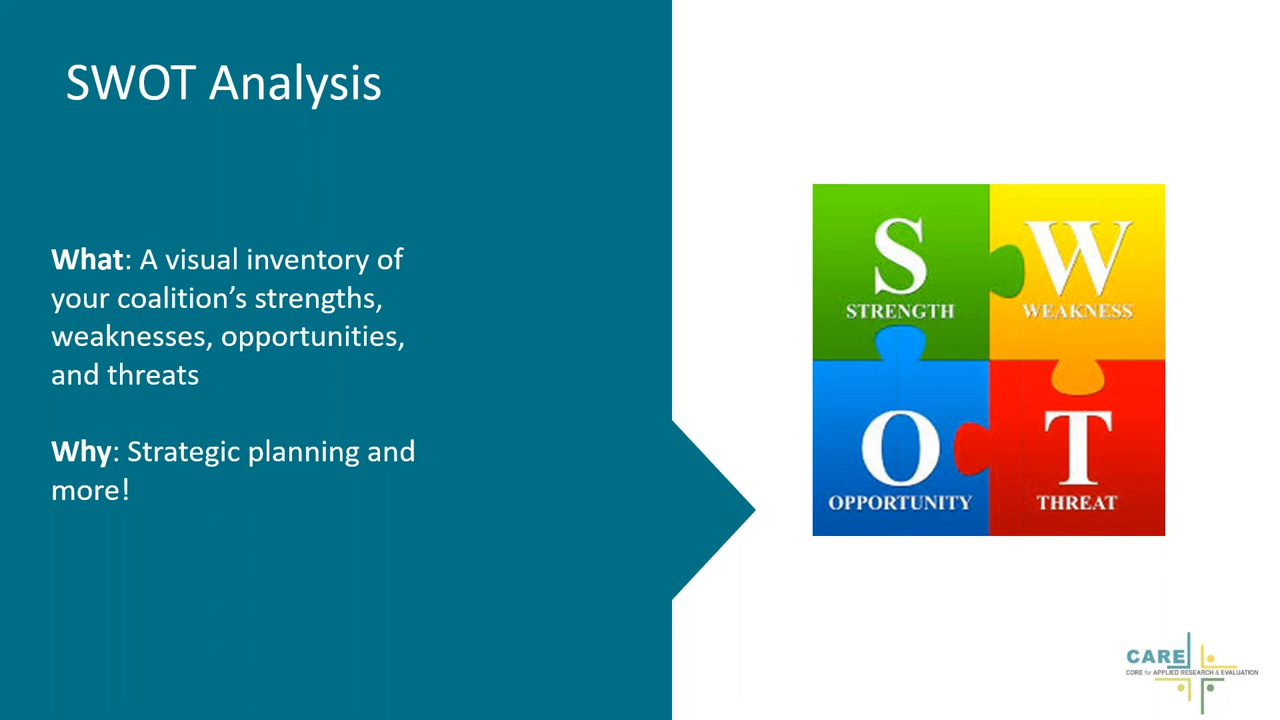 SWOT Analysis
What: A visual inventory of
your coalition’s strengths,
weaknesses, opportunities,
and threats
Why: Strategic planning and
more!
S
STRENGTH
W
WEAKNESS
O
OPPORTUNITY
T
THREAT
CARE
CORE for APPLIED RESEARCH & EVALUATION